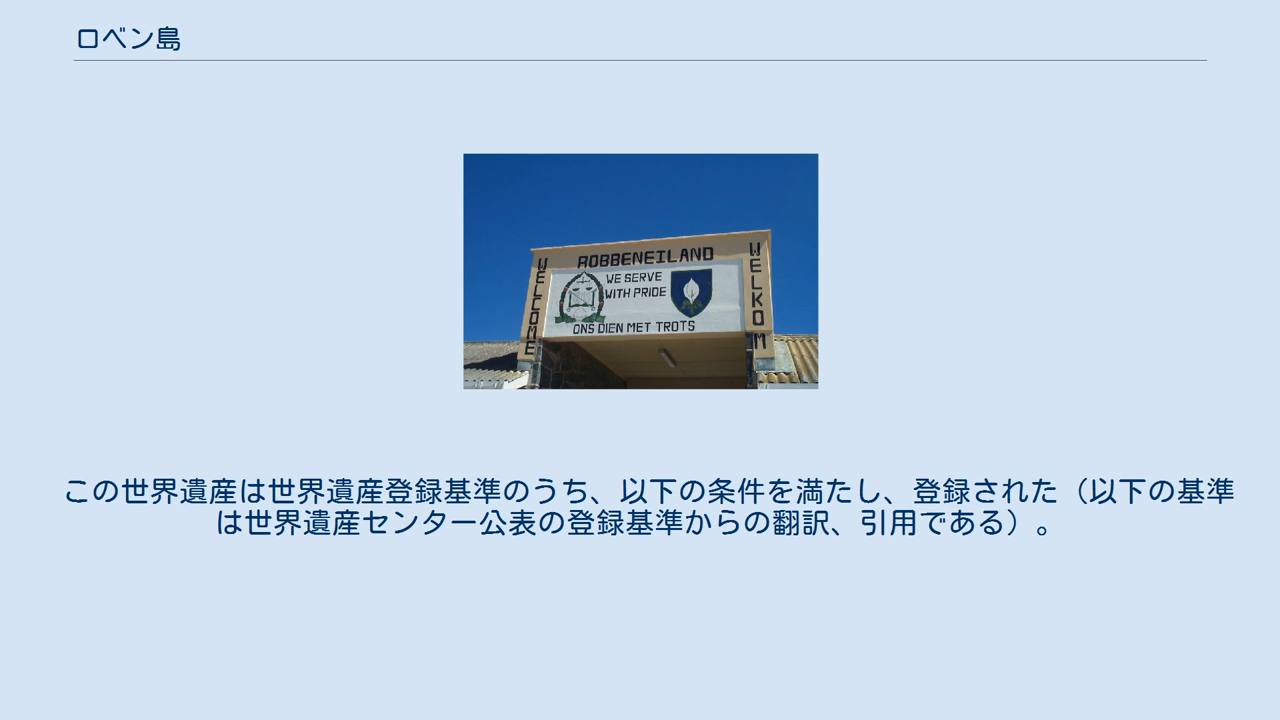 ロベン島
ROBBENEILAND
WELCOME
WE SERVE
WITH PRIDE
ONS DIEN MET TROTS
WELKOM
この世界遺産は世界遺産登録基準のうち、以下の条件を満たし、登録された（以下の基準
は世界遺産センター公表の登録基準からの翻訳、引用である）。